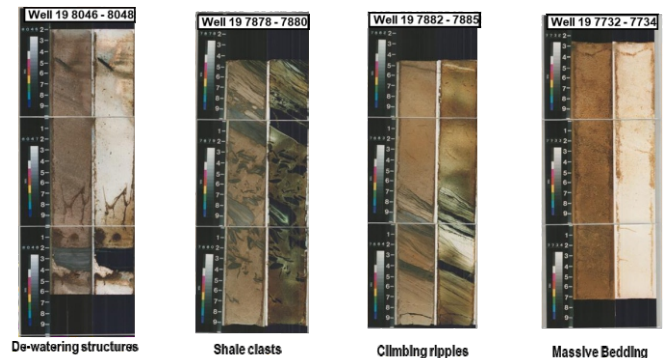 Well 19 8046 - 8048
Well 19 7878 - 7880
Well 19 7882 - 7885
Well 19 7732 - 7734
De-watering structures
Shale clasts
Climbing ripples
Massive Bedding